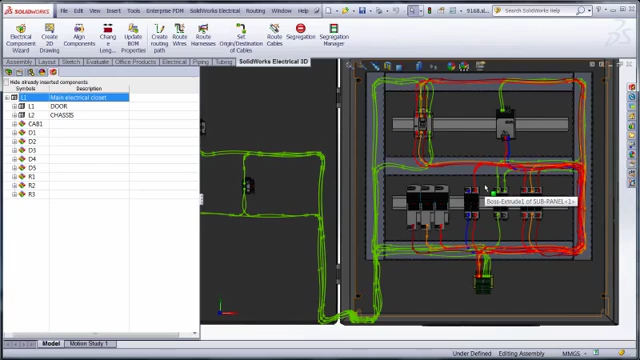 SOLIDWORKS
File Edit View Insert Tools Enterprise PDM SolidWorks Electrical Window Help
9168.sl
Search SolidWorks Help
Electrical Component Wizard
Create 2D Drawing
Align Components
Change Leng...
Update BOM Properties
Create routing path
Route Wires
Route Harnesses
Set Origin/Destination of Cables
Route Cables
Segregation
Segregation Manager
Assembly Layout Sketch Evaluate Office Products Electrical Piping Tubing SolidWorks Electrical 3D
Hide already inserted components
Symbols Description
L1 Main electrical closet
L1 DOOR
L2 CHASSIS
CAB1
D1
D2
D3
D4
D5
R1
R2
R3
Boss-Extrude1 of SUB-PANEL<1>
Model Motion Study 1
Under Defined Editing Assembly MMGS